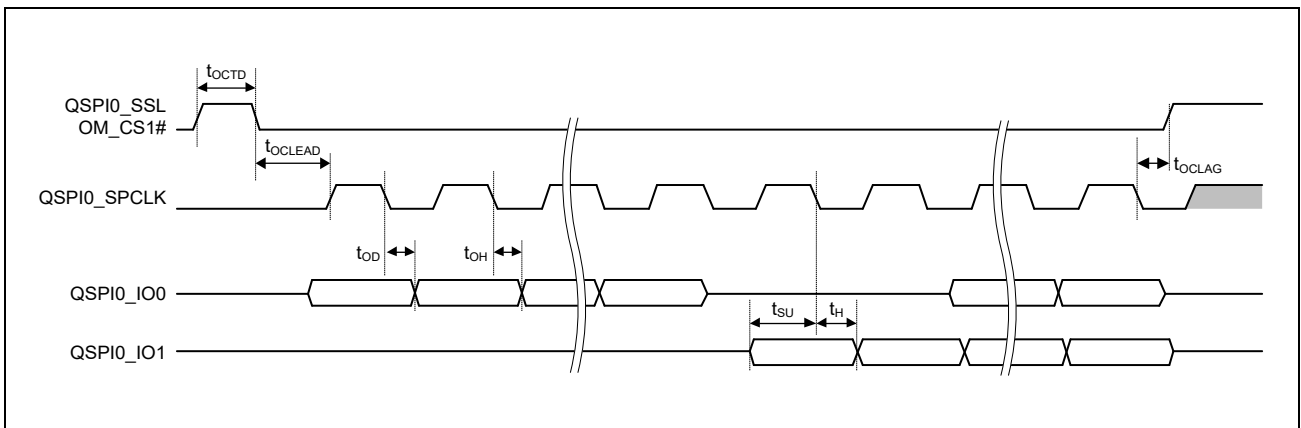 tOCTD
QSPI0_SSL
OM_CS1#
tOCLEAD
tOCLAG
QSPI0_SPCLK
tOD
tOH
QSPI0_IO0
tSU
tH
QSPI0_IO1